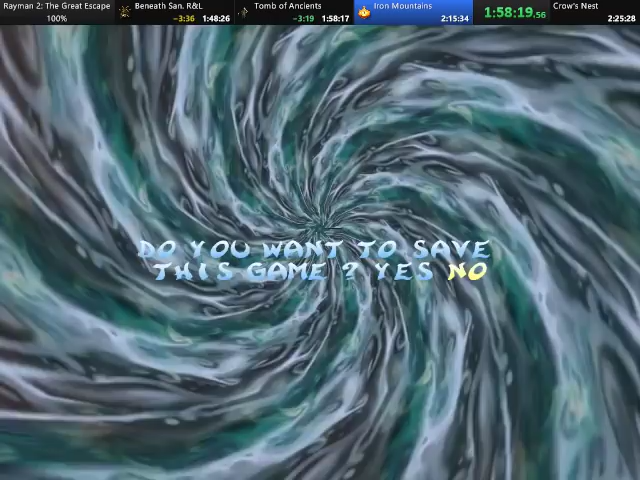 Rayman 2: The Great Escape
100%
Beneath San. R&L
-3:36 1:48:26
Tomb of Ancients
-3:19 1:58:17
Iron Mountains
2:15:34
1:58:19.56
Crow's Nest
2:25:28
DO YOU WANT TO SAVE
THIS GAME ? YES NO